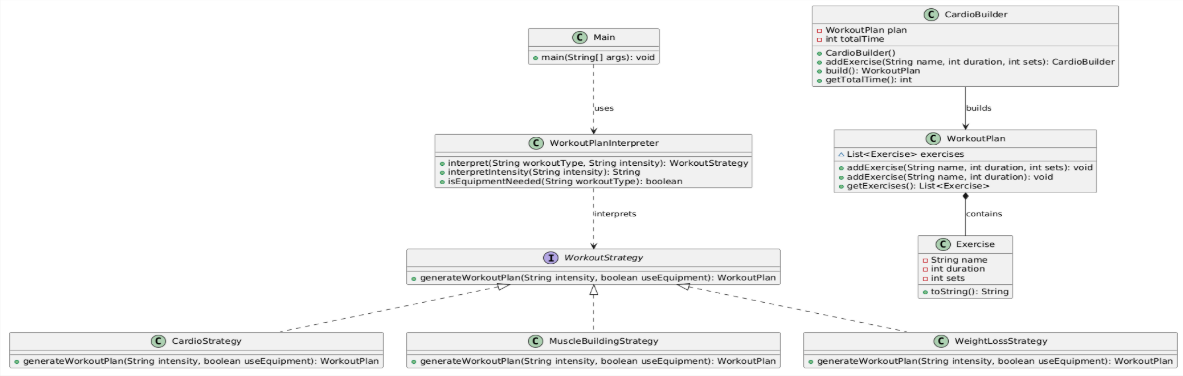 C Main
main(String[] args): void
uses
C WorkoutPlanInterpreter
interpret(String workoutType, String intensity): WorkoutStrategy
interpretIntensity(String intensity): String
isEquipmentNeeded(String workoutType): boolean
interprets
I WorkoutStrategy
generateWorkoutPlan(String intensity, boolean useEquipment): WorkoutPlan
C CardioStrategy
generateWorkoutPlan(String intensity, boolean useEquipment): WorkoutPlan
C MuscleBuildingStrategy
generateWorkoutPlan(String intensity, boolean useEquipment): WorkoutPlan
C WeightLossStrategy
generateWorkoutPlan(String intensity, boolean useEquipment): WorkoutPlan
C CardioBuilder
WorkoutPlan plan
int totalTime
CardioBuilder()
addExercise(String name, int duration, int sets): CardioBuilder
build(): WorkoutPlan
getTotalTime(): int
builds
C WorkoutPlan
List<Exercise> exercises
addExercise(String name, int duration, int sets): void
addExercise(String name, int duration): void
getExercises(): List<Exercise>
contains
C Exercise
String name
int duration
int sets
toString(): String